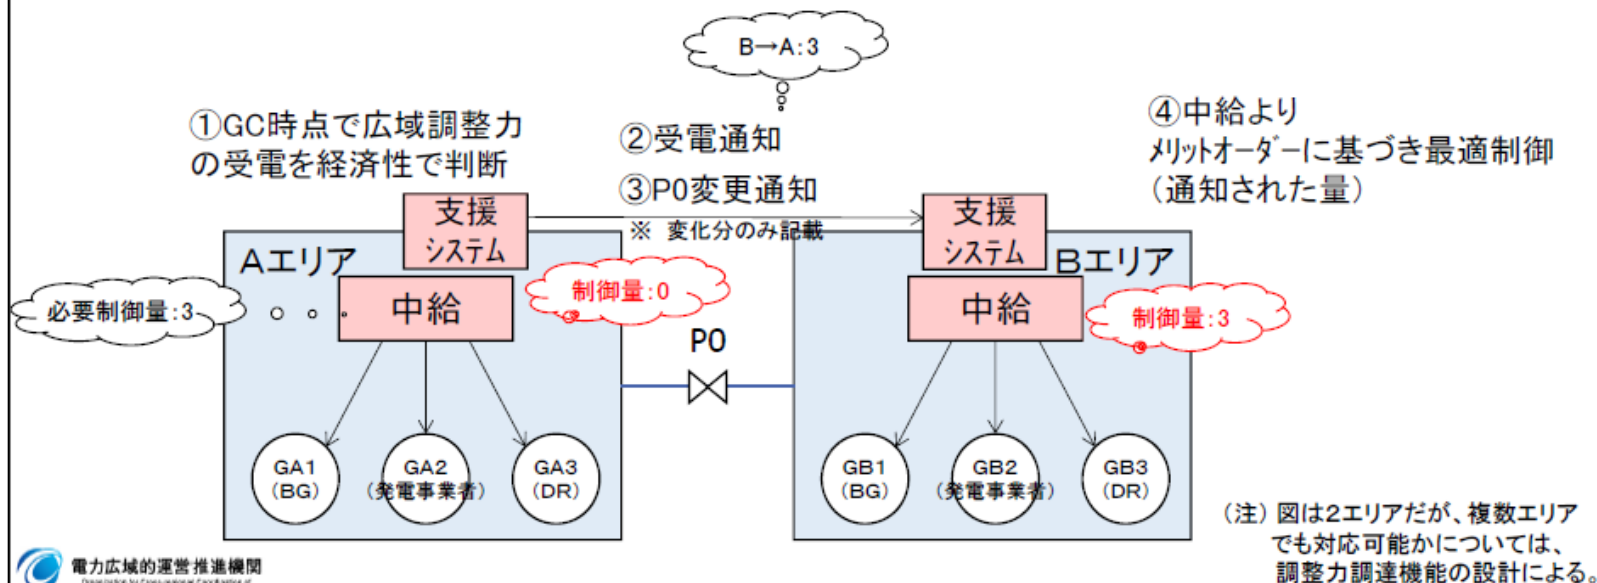 B→A:3
①GC時点で広域調整力
の受電を経済性で判断
②受電通知
③P0変更通知
※ 変化分のみ記載
④中給より
メリットオーダーに基づき最適制御
(通知された量)
支援
システム
支援
システム
Aエリア
Bエリア
必要制御量:3
中給
制御量:0
中給
制御量:3
P0
GA1
(BG)
GA2
(発電事業者)
GA3
(DR)
GB1
(BG)
GB2
(発電事業者)
GB3
(DR)
(注) 図は2エリアだが、複数エリア
でも対応可能かについては、
調整力調達機能の設計による。
電力広域的運営推進機関